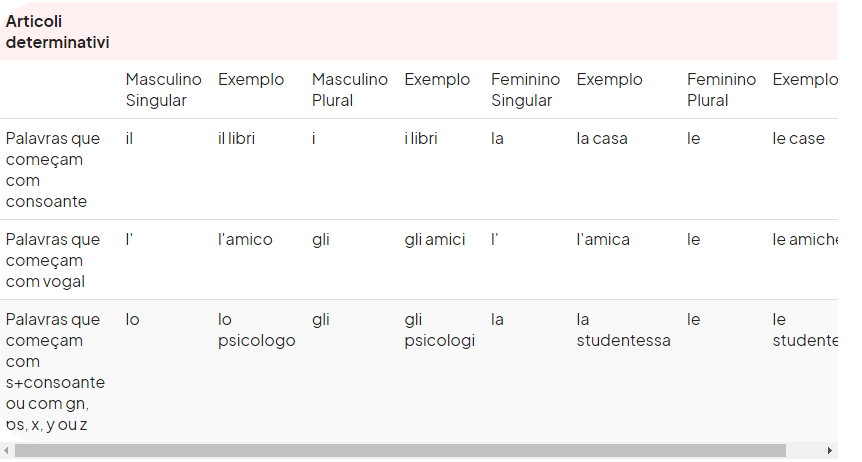 Articoli
determinativi
Masculino Exemplo Masculino Exemplo Feminino Exemplo Feminino Exemplo
Singular Plural Singular Plural
Palavras que il il libri i i libri la la casa le le case
começam
com
consoante
Palavras que l' l'amico gli gli amici l' l'amica le le amiche
começam
com vogal
Palavras que lo lo gli gli la la le le
começam psicologo psicologi studentessa studente
com
s+consoante
ou com gn,
ps, x, y ou z